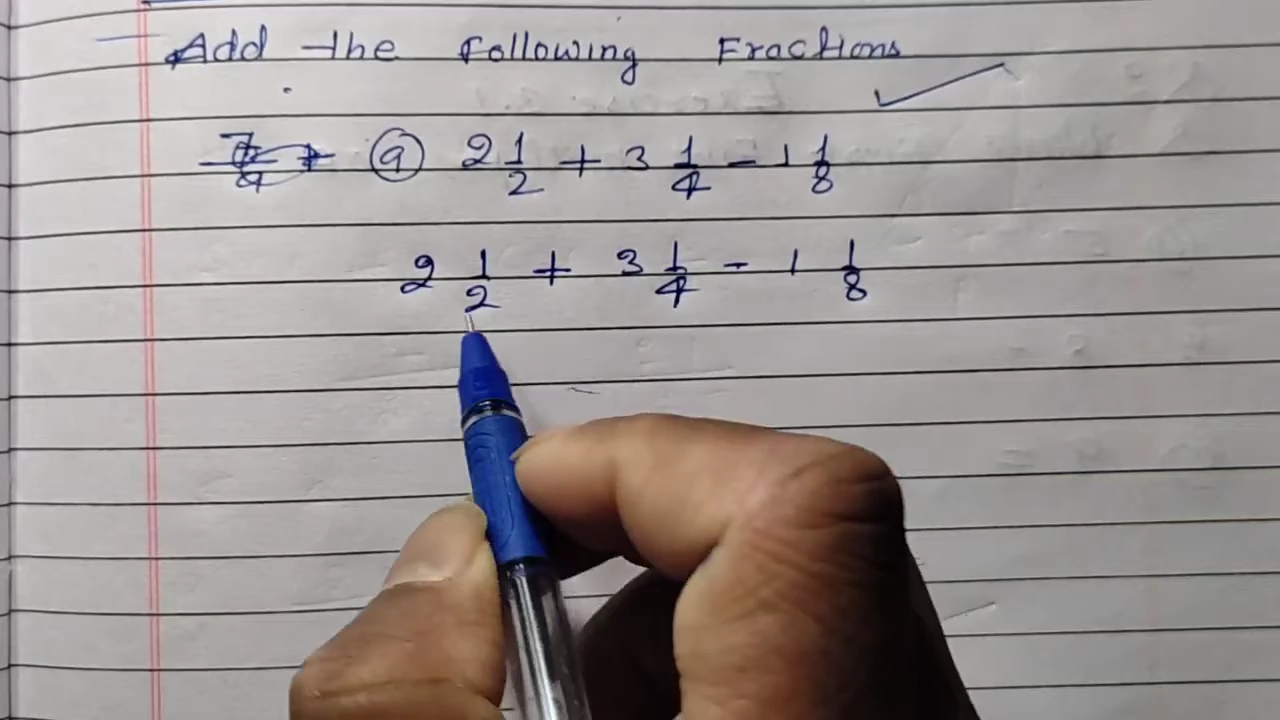 Add the following Fractions
(a) 2 1/2 + 3 1/4 - 1 1/8
2 1/2 + 3 1/4 - 1 1/8